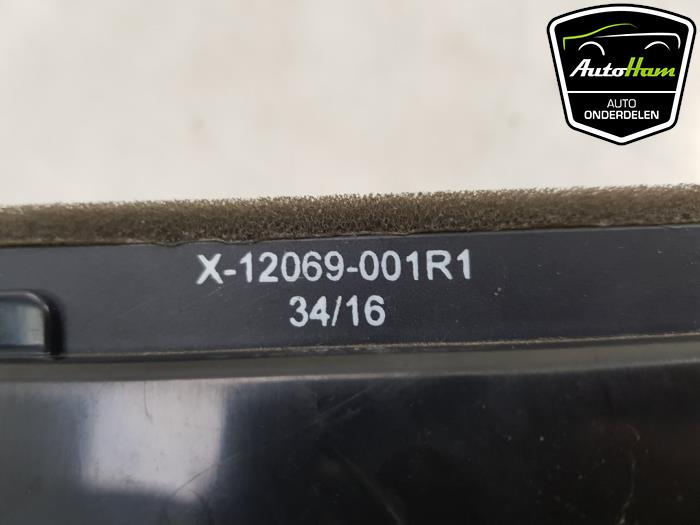 AutoHam
AUTO
ONDERDELEN
X-12069-001R1
34/16